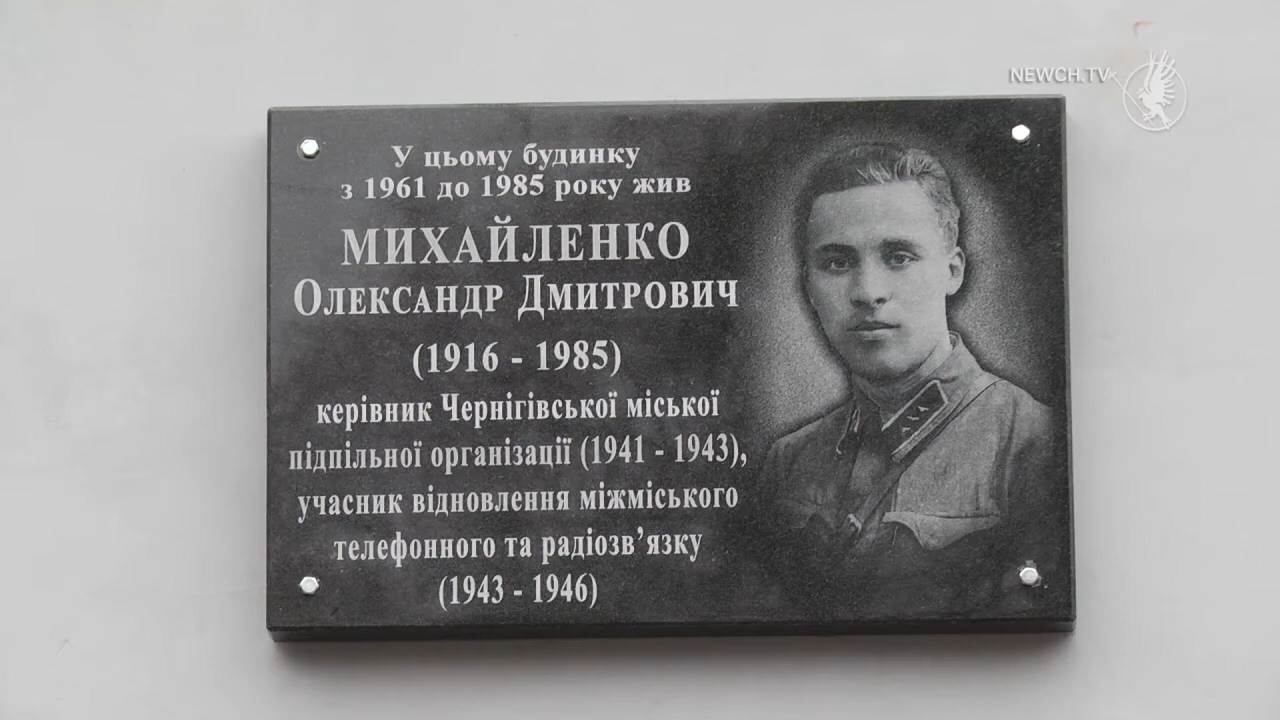 NEWCH.TV
У цьому будинку
з 1961 до 1985 року жив
МИХАЙЛЕНКО
ОЛЕКСАНДР ДМИТРОВИЧ
(1916 - 1985)
керівник Чернігівської міської
підпільної організації (1941 - 1943),
учасник відновлення міжміського
телефонного та радіозв’язку
(1943 - 1946)